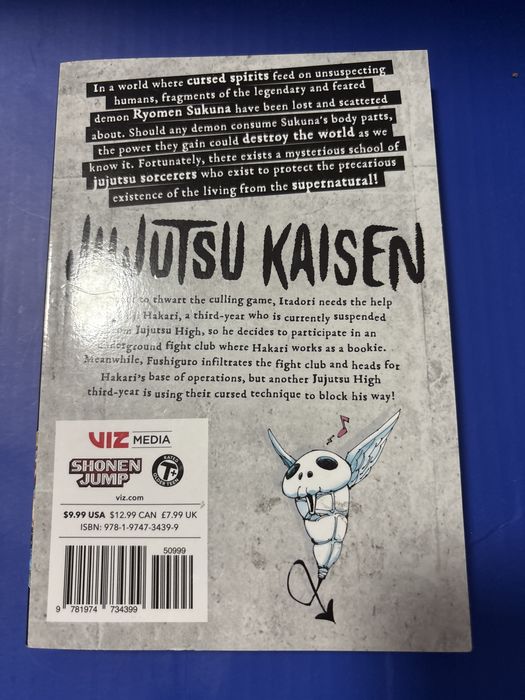 In a world where cursed spirits feed on unsuspecting
humans, fragments of the legendary and feared
demon Ryomen Sukuna have been lost and scattered
about. Should any demon consume Sukuna's body parts,
the power they gain could destroy the world as we
know it. Fortunately, there exists a mysterious school of
jujutsu sorcerers who exist to protect the precarious
existence of the living from the supernatural!
JUJUTSU KAISEN
to thwart the culling game, Itadori needs the help
Hakari, a third-year who is currently suspended
Jujutsu High, so he decides to participate in an
underground fight club where Hakari works as a bookie.
Meanwhile, Fushiguro infiltrates the fight club and heads for
Hakari's base of operations, but another Jujutsu High
third-year is using their cursed technique to block his way!
VIZ MEDIA
SHONEN
JUMP
RATED
T+
OLDER TEEN
viz.com
$9.99 USA $12.99 CAN £7.99 UK
ISBN: 978-1-9747-3439-9
50999
9 781974 734399